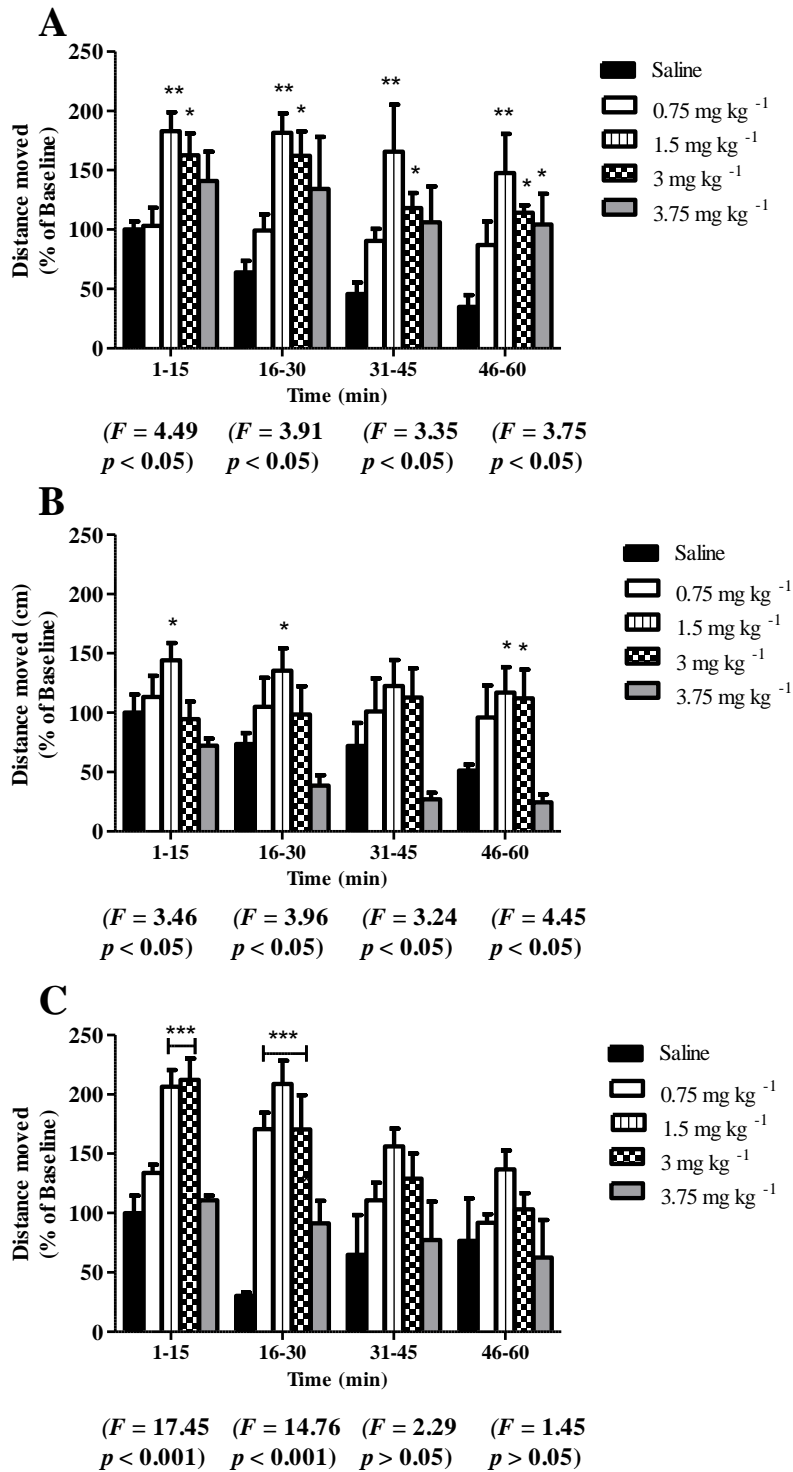 A
250
200
150
100
50
0
Distance moved
(% of Baseline)
** * ** * ** * ** * *
1-15 16-30 31-45 46-60
Time (min)
Saline
0.75 mg kg -1
1.5 mg kg -1
3 mg kg -1
3.75 mg kg -1
(F = 4.49 (F = 3.91 (F = 3.35 (F = 3.75
p < 0.05) p < 0.05) p < 0.05) p < 0.05)
B
250
200
150
100
50
0
Distance moved (cm)
(% of Baseline)
* * * *
1-15 16-30 31-45 46-60
Time (min)
Saline
0.75 mg kg -1
1.5 mg kg -1
3 mg kg -1
3.75 mg kg -1
(F = 3.46 (F = 3.96 (F = 3.24 (F = 4.45
p < 0.05) p < 0.05) p < 0.05) p < 0.05)
C
250
200
150
100
50
0
Distance moved
(% of Baseline)
*** ***
1-15 16-30 31-45 46-60
Time (min)
Saline
0.75 mg kg -1
1.5 mg kg -1
3 mg kg -1
3.75 mg kg -1
(F = 17.45 (F = 14.76 (F = 2.29 (F = 1.45
p < 0.001) p < 0.001) p > 0.05) p > 0.05)